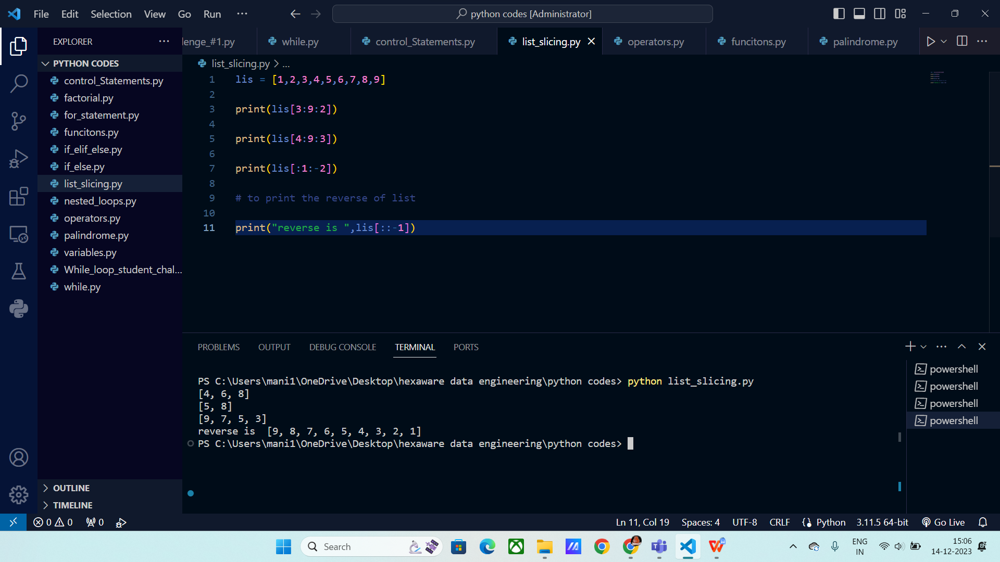 File Edit Selection View Go Run ··· python codes [Administrator]
EXPLORER ··· lenge_#1.py while.py control_Statements.py list_slicing.py operators.py funcitons.py palindrome.py
PYTHON CODES
control_Statements.py
factorial.py
for_statement.py
funcitons.py
if_elif_else.py
if_else.py
list_slicing.py
nested_loops.py
operators.py
palindrome.py
variables.py
While_loop_student_chal...
while.py
OUTLINE
TIMELINE
list_slicing.py > ...
1 lis = [1,2,3,4,5,6,7,8,9]
2
3 print(lis[3:9:2])
4
5 print(lis[4:9:3])
6
7 print(lis[:1:-2])
8
9 # to print the reverse of list
10
11 print("reverse is ",lis[::-1])
PROBLEMS OUTPUT DEBUG CONSOLE TERMINAL PORTS
PS C:\Users\mani1\OneDrive\Desktop\hexaware data engineering\python codes> python list_slicing.py
[4, 6, 8]
[5, 8]
[9, 7, 5, 3]
reverse is  [9, 8, 7, 6, 5, 4, 3, 2, 1]
PS C:\Users\mani1\OneDrive\Desktop\hexaware data engineering\python codes>
powershell
powershell
powershell
powershell
0 0 0 Ln 11, Col 19 Spaces: 4 UTF-8 CRLF Python 3.11.5 64-bit Go Live
Search
ENG
IN
15:06
14-12-2023